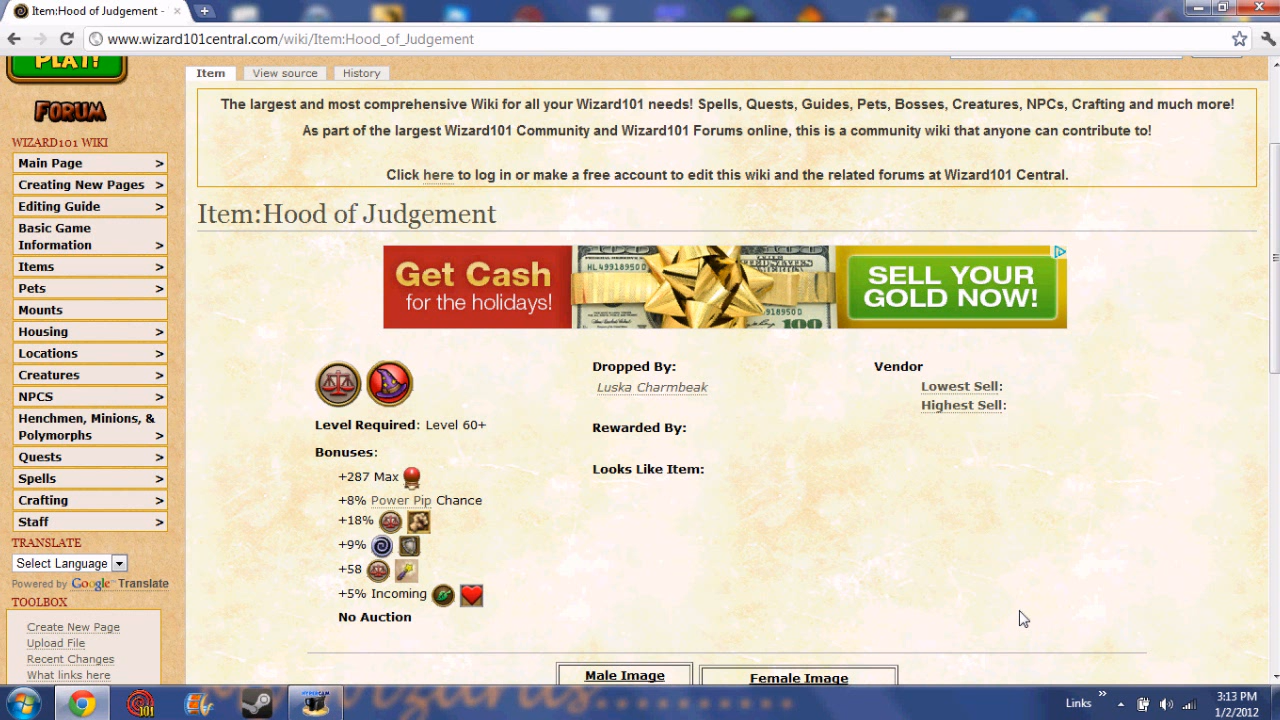 Item:Hood of Judgement -
www.wizard101central.com/wiki/Item:Hood_of_Judgement
PLAY!
FORUM
WIZARD101 WIKI
Main Page >
Creating New Pages >
Editing Guide >
Basic Game
Information >
Items >
Pets >
Mounts
Housing >
Locations >
Creatures >
NPCS >
Henchmen, Minions, &
Polymorphs >
Quests >
Spells >
Crafting >
Staff >
TRANSLATE
Select Language
Powered by Google Translate
TOOLBOX
Create New Page
Upload File
Recent Changes
What links here
Item View source History
The largest and most comprehensive Wiki for all your Wizard101 needs! Spells, Quests, Guides, Pets, Bosses, Creatures, NPCs, Crafting and much more!
As part of the largest Wizard101 Community and Wizard101 Forums online, this is a community wiki that anyone can contribute to!
Click here to log in or make a free account to edit this wiki and the related forums at Wizard101 Central.
Item:Hood of Judgement
Get Cash
for the holidays!
HL49918950D
918950D
100
SELL YOUR
GOLD NOW!
Level Required: Level 60+
Bonuses:
+287 Max
+8% Power Pip Chance
+18%
+9%
+58
+5% Incoming
No Auction
Dropped By:
Luska Charmbeak
Rewarded By:
Looks Like Item:
Vendor
Lowest Sell:
Highest Sell:
Male Image Female Image
101
HYPERCAM
Links
3:13 PM
1/2/2012